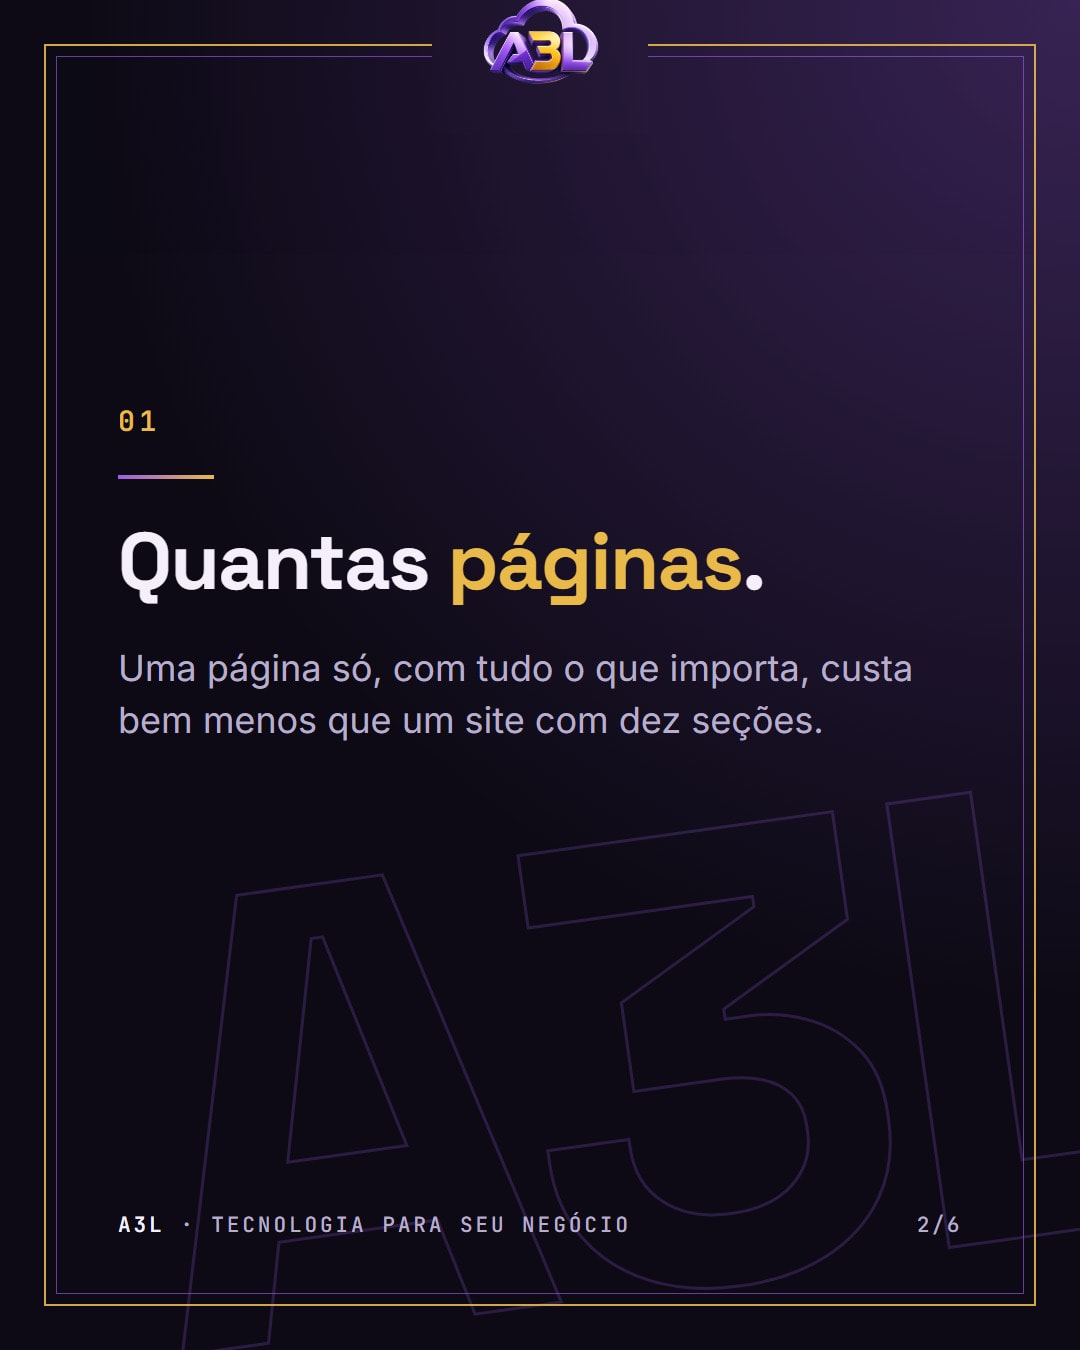 A3L
01
Quantas páginas.
Uma página só, com tudo o que importa, custa
bem menos que um site com dez seções.
A3L
A3L · TECNOLOGIA PARA SEU NEGÓCIO
2/6